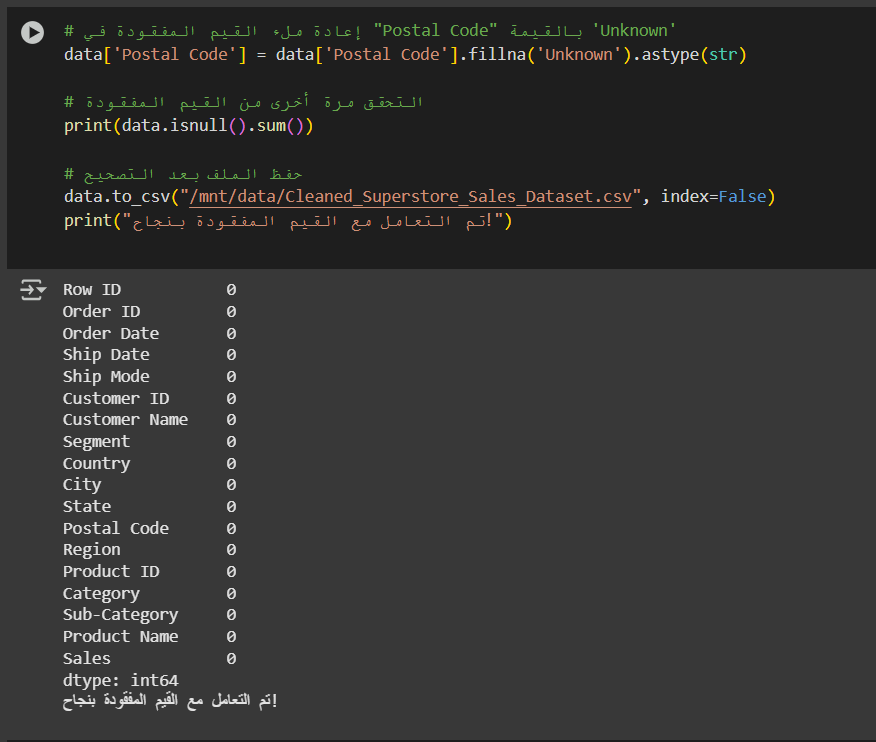 # إعادة ملء القيم المفقودة في "Postal Code" بالقيمة 'Unknown'
data['Postal Code'] = data['Postal Code'].fillna('Unknown').astype(str)
# التحقق مرة أخرى من القيم المفقودة
print(data.isnull().sum())
# حفظ الملف بعد التصحيح
data.to_csv("/mnt/data/Cleaned_Superstore_Sales_Dataset.csv", index=False)
print("تم التعامل مع القيم المفقودة بنجاح!")
Row ID 0
Order ID 0
Order Date 0
Ship Date 0
Ship Mode 0
Customer ID 0
Customer Name 0
Segment 0
Country 0
City 0
State 0
Postal Code 0
Region 0
Product ID 0
Category 0
Sub-Category 0
Product Name 0
Sales 0
dtype: int64
تم التعامل مع القيم المفقودة بنجاح!